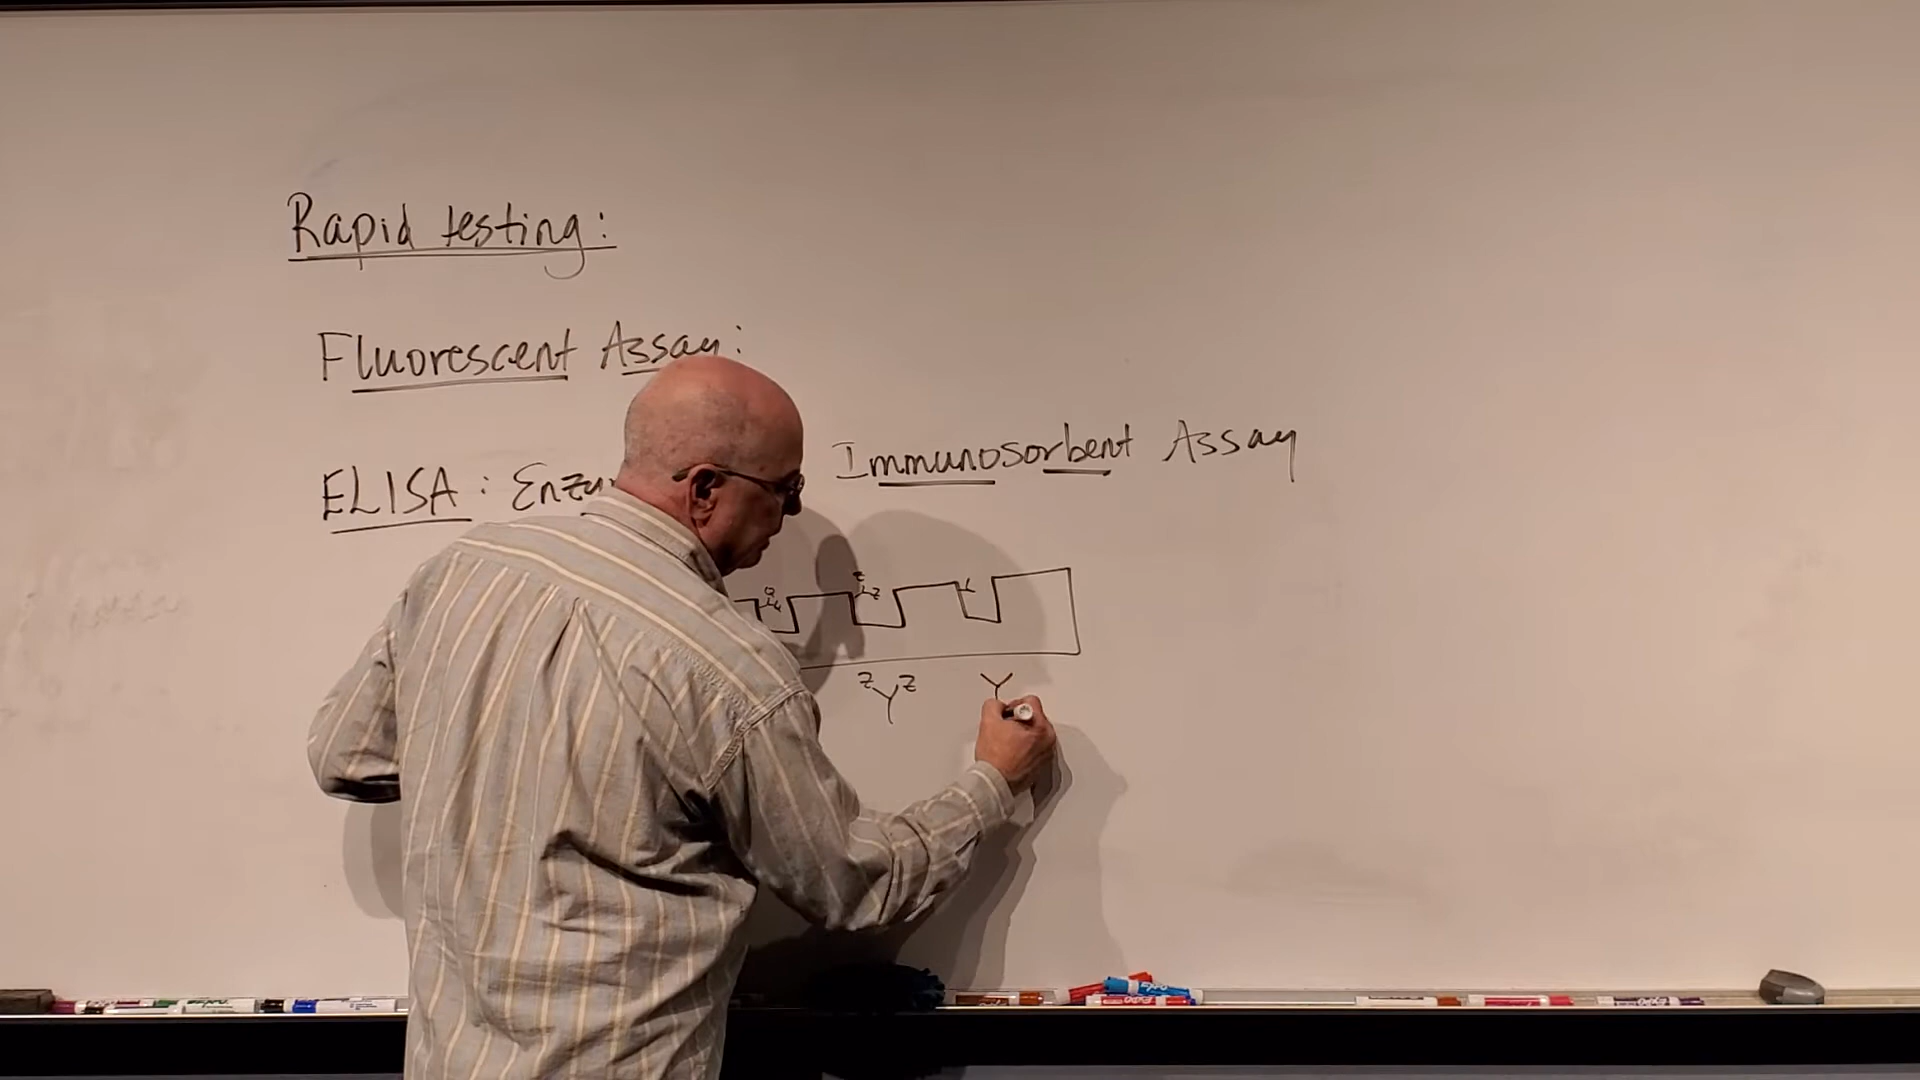 Rapid testing:
Fluorescent Assay:
ELISA: Enzy Immunosorbent Assay
Z Z
Z Z